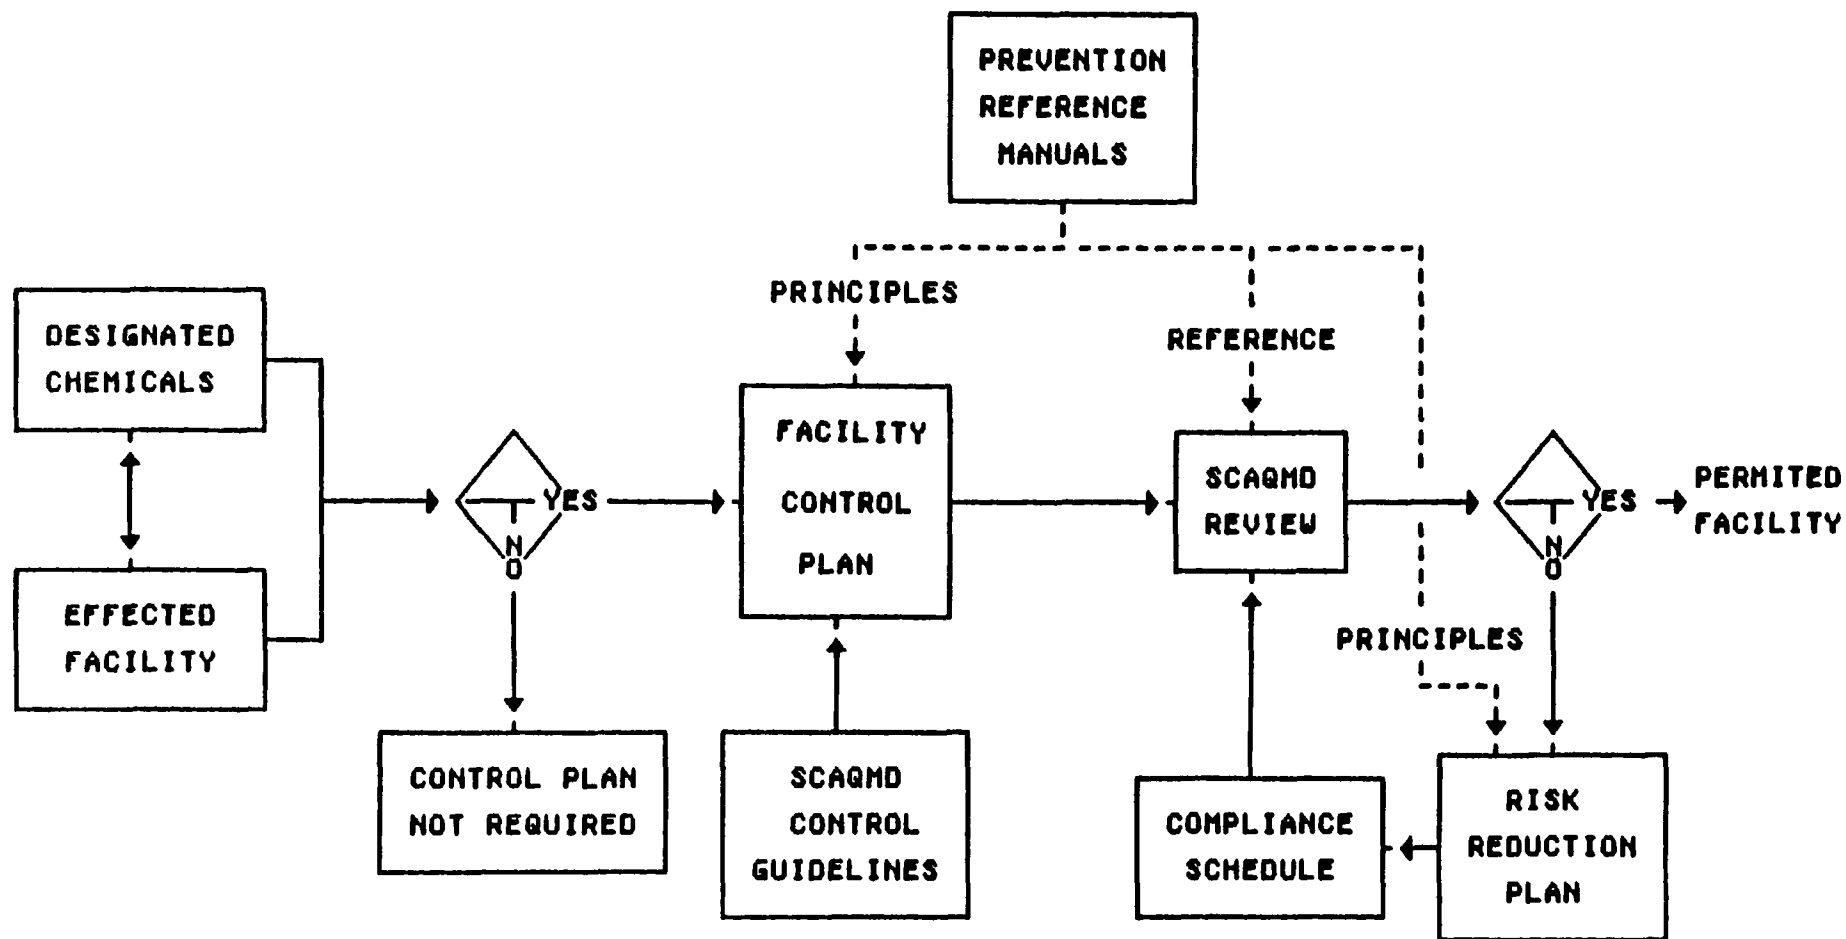 PREVENTION
REFERENCE
MANUALS
PRINCIPLES
REFERENCE
DESIGNATED
CHEMICALS
EFFECTED
FACILITY
YES
NO
CONTROL PLAN
NOT REQUIRED
FACILITY
CONTROL
PLAN
SCAQMD
CONTROL
GUIDELINES
SCAQMD
REVIEW
YES
NO
PERMITED
FACILITY
PRINCIPLES
COMPLIANCE
SCHEDULE
RISK
REDUCTION
PLAN